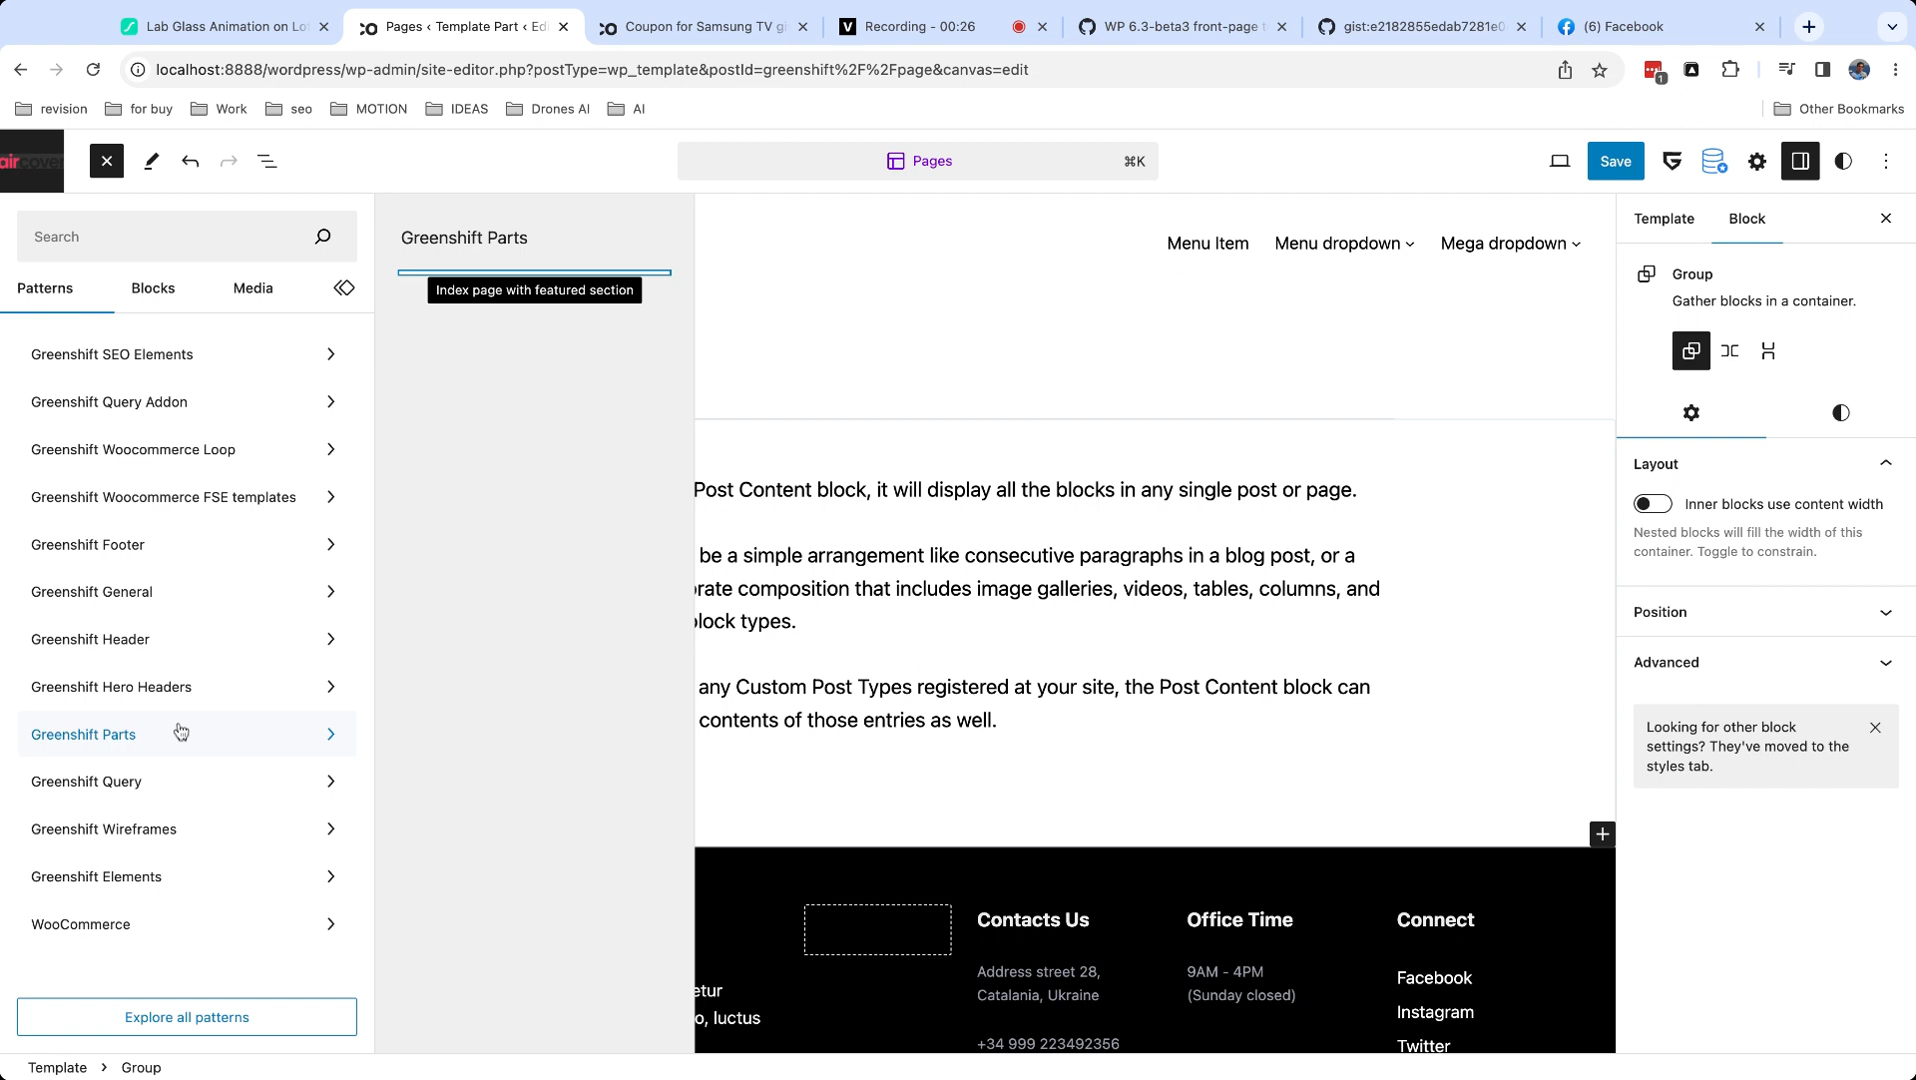 Lab Glass Animation on Lot
Pages ‹ Template Part ‹ Edi
Coupon for Samsung TV gi
Recording - 00:26
WP 6.3-beta3 front-page t
gist:e2182855edab7281e0
(6) Facebook
localhost:8888/wordpress/wp-admin/site-editor.php?postType=wp_template&postId=greenshift%2F%2Fpage&canvas=edit
1
revision
for buy
Work
seo
MOTION
IDEAS
Drones AI
AI
Other Bookmarks
aircove
Pages
⌘K
Save
Search
Patterns
Blocks
Media
Greenshift SEO Elements
Greenshift Query Addon
Greenshift Woocommerce Loop
Greenshift Woocommerce FSE templates
Greenshift Footer
Greenshift General
Greenshift Header
Greenshift Hero Headers
Greenshift Parts
Greenshift Query
Greenshift Wireframes
Greenshift Elements
WooCommerce
Explore all patterns
Greenshift Parts
Index page with featured section
Menu Item
Menu dropdown
Mega dropdown
Post Content block, it will display all the blocks in any single post or page.
be a simple arrangement like consecutive paragraphs in a blog post, or a
rate composition that includes image galleries, videos, tables, columns, and
block types.
any Custom Post Types registered at your site, the Post Content block can
contents of those entries as well.
etur
o, luctus
Contacts Us
Address street 28,
Catalania, Ukraine
+34 999 223492356
Office Time
9AM - 4PM
(Sunday closed)
Connect
Facebook
Instagram
Twitter
Template
Block
Group
Gather blocks in a container.
Layout
Inner blocks use content width
Nested blocks will fill the width of this
container. Toggle to constrain.
Position
Advanced
Looking for other block
settings? They've moved to the
styles tab.
Template › Group